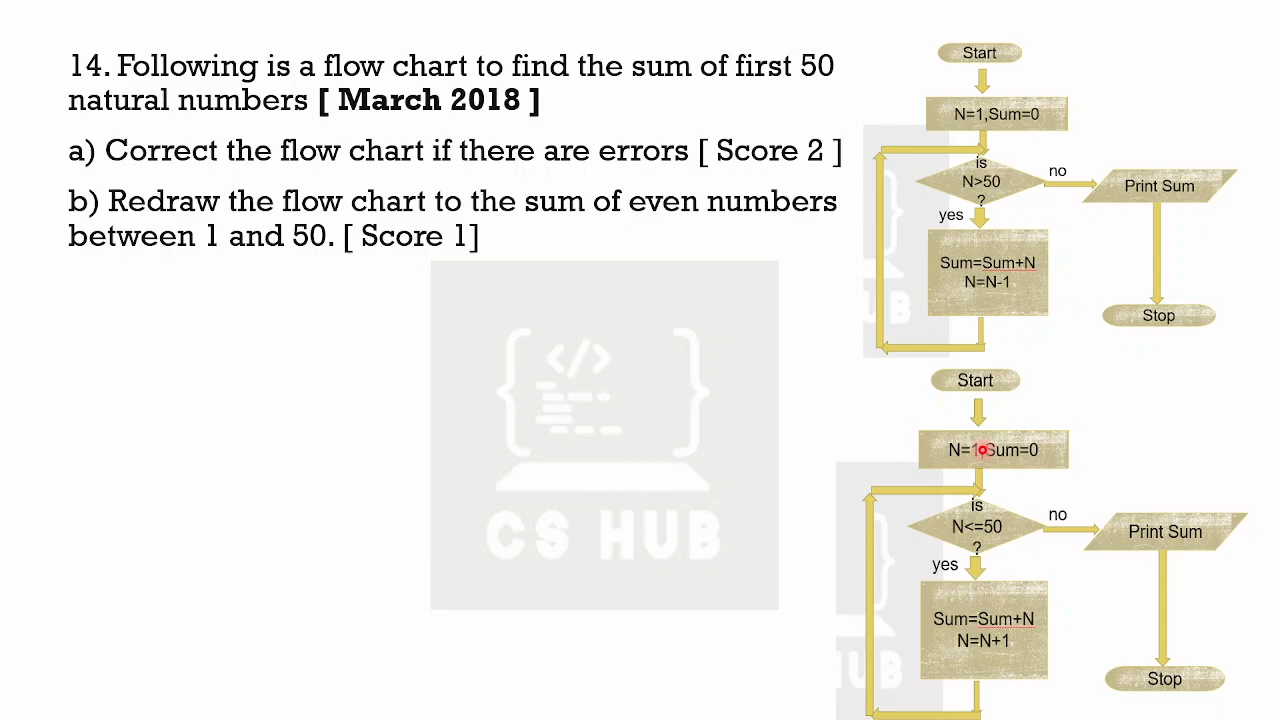 14. Following is a flow chart to find the sum of first 50
natural numbers [ March 2018 ]
a) Correct the flow chart if there are errors [ Score 2 ]
b) Redraw the flow chart to the sum of even numbers
between 1 and 50. [ Score 1]
</>
CS HUB
Start
N=1,Sum=0
is
N>50
?
no
Print Sum
yes
Sum=Sum+N
N=N-1
Stop
UB
Start
N=1,Sum=0
is
N<=50
?
no
Print Sum
yes
Sum=Sum+N
N=N+1
Stop
HUB